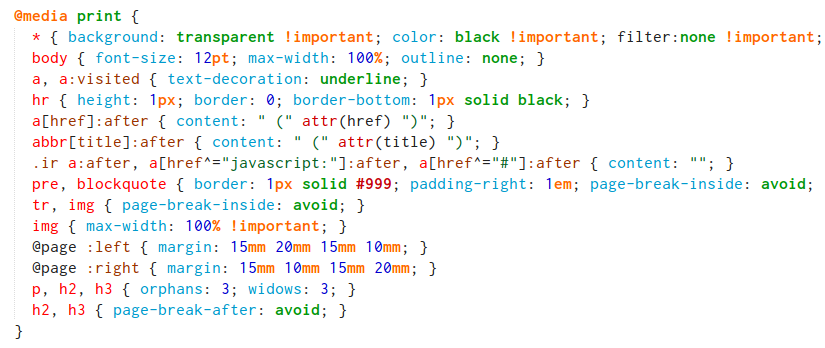 @media print {
* { background: transparent !important; color: black !important; filter:none !important;
body { font-size: 12pt; max-width: 100%; outline: none; }
a, a:visited { text-decoration: underline; }
hr { height: 1px; border: 0; border-bottom: 1px solid black; }
a[href]:after { content: " (" attr(href) ")"; }
abbr[title]:after { content: " (" attr(title) ")"; }
.ir a:after, a[href^="javascript:"]:after, a[href^="#"]:after { content: ""; }
pre, blockquote { border: 1px solid #999; padding-right: 1em; page-break-inside: avoid;
tr, img { page-break-inside: avoid; }
img { max-width: 100% !important; }
@page :left { margin: 15mm 20mm 15mm 10mm; }
@page :right { margin: 15mm 10mm 15mm 20mm; }
p, h2, h3 { orphans: 3; widows: 3; }
h2, h3 { page-break-after: avoid; }
}